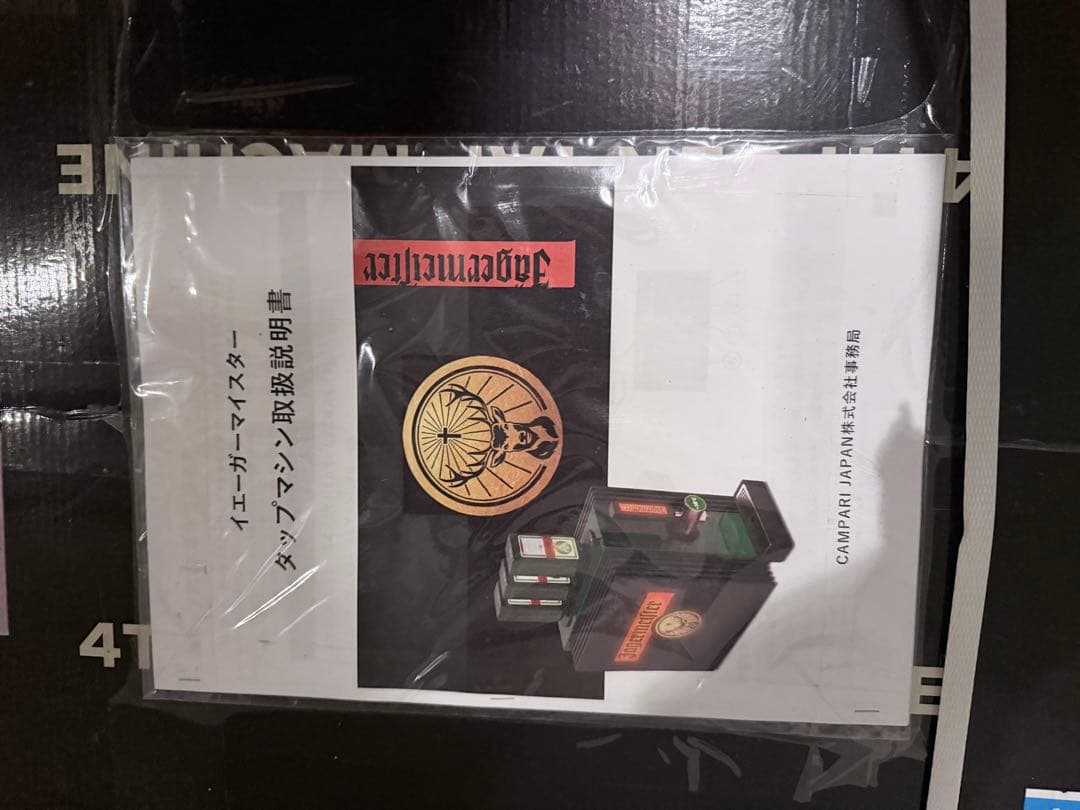 イエーガーマイスター
タップマシン取扱説明書
Jägermeister
Jägermeister
CAMPARI JAPAN株式会社事務局